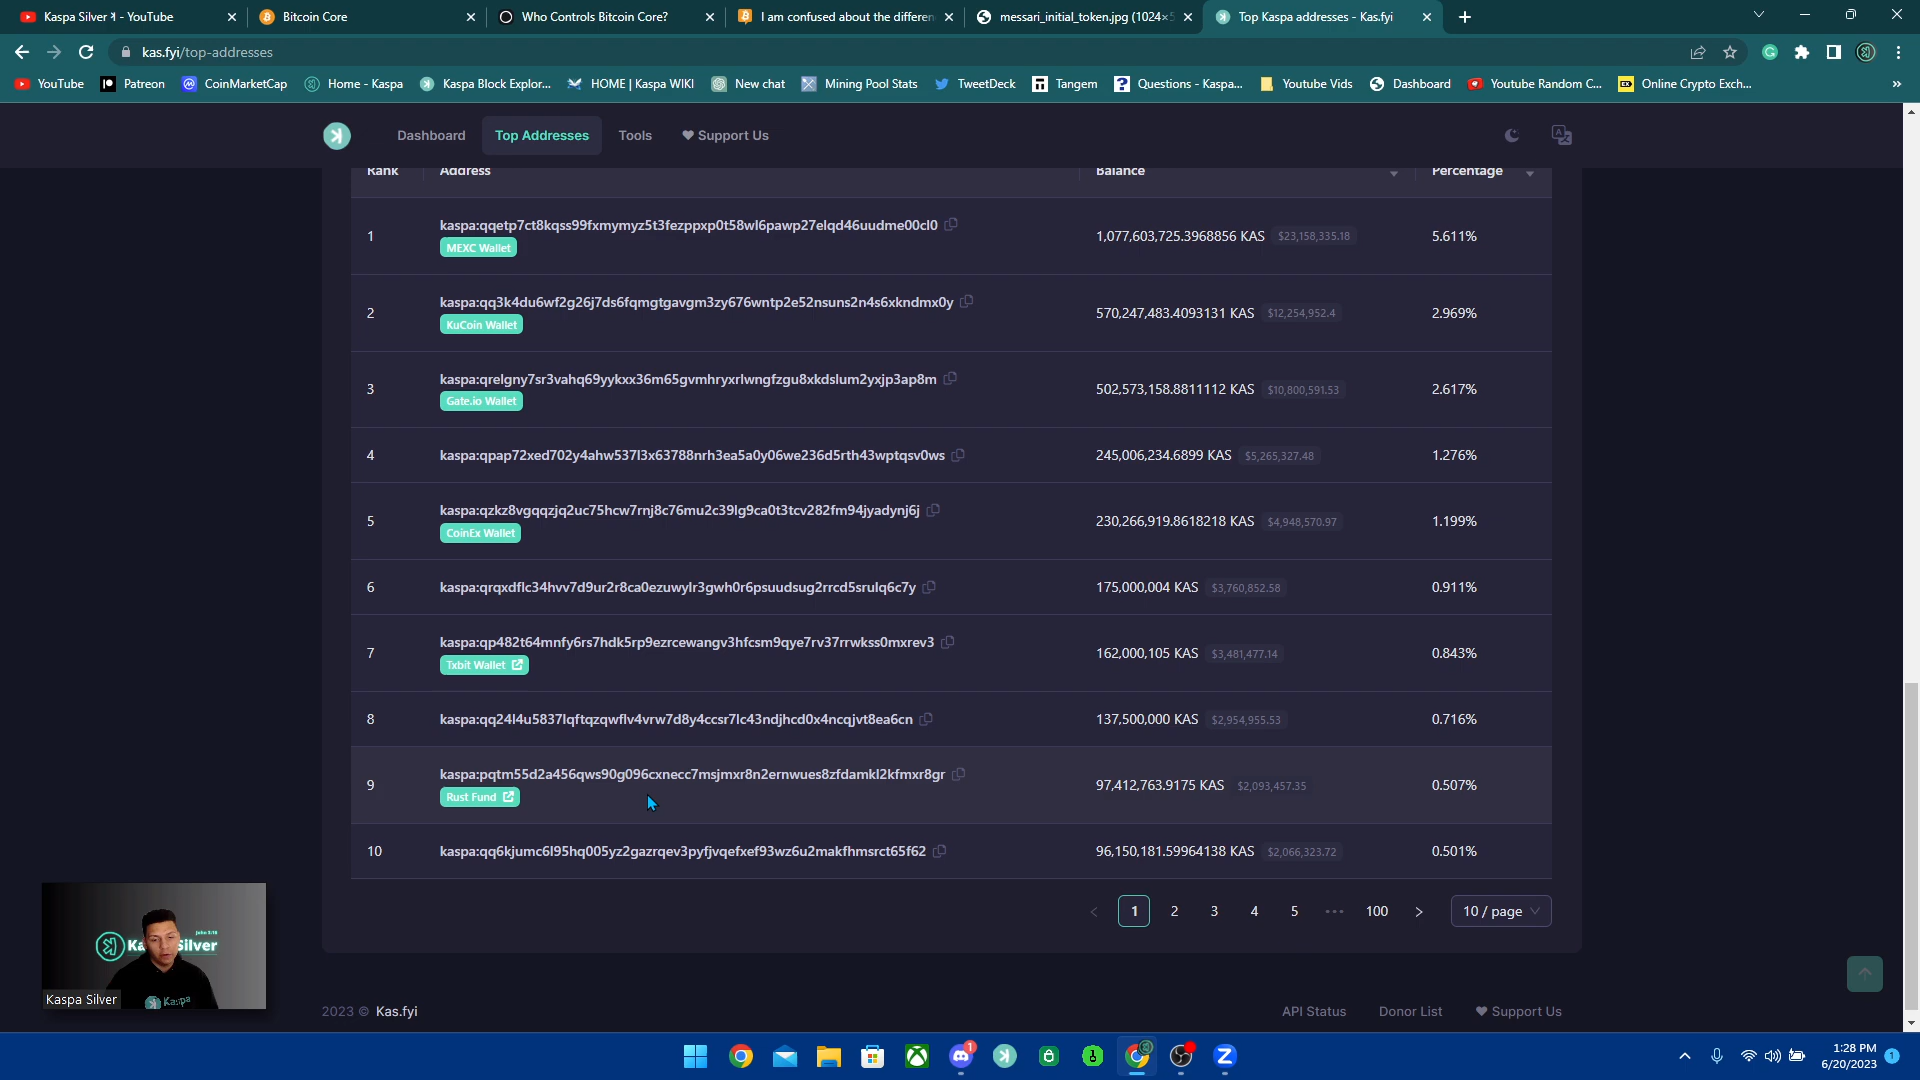 Kaspa Silver - YouTube
Bitcoin Core
Who Controls Bitcoin Core?
I am confused about the differen
messari_initial_token.jpg (1024×5
Top Kaspa addresses - Kas.fyi
kas.fyi/top-addresses
YouTube
Patreon
CoinMarketCap
Home - Kaspa
Kaspa Block Explor...
HOME | Kaspa WIKI
New chat
Mining Pool Stats
TweetDeck
Tangem
Questions - Kaspa...
Youtube Vids
Dashboard
Youtube Random C...
Online Crypto Exch...
Dashboard
Top Addresses
Tools
Support Us
Rank Address Balance Percentage
1 kaspa:qqetp7ct8kqss99fxmymyz5t3fezppxp0t58wl6pawp27elqd46uudme00cl0 1,077,603,725.3968856 KAS $23,158,335.18 5.611%
MEXC Wallet
2 kaspa:qq3k4du6wf2g26j7ds6fqmgtgavgm3zy676wntp2e52nsuns2n4s6xkndmx0y 570,247,483.4093131 KAS $12,254,952.4 2.969%
KuCoin Wallet
3 kaspa:qrelgny7sr3vahq69yykxx36m65gvmhryxrlwngfzgu8xkdslum2yxjp3ap8m 502,573,158.8811112 KAS $10,800,591.53 2.617%
Gate.io Wallet
4 kaspa:qpap72xed702y4ahw537l3x63788nrh3ea5a0y06we236d5rth43wptqsv0ws 245,006,234.6899 KAS $5,265,327.48 1.276%
5 kaspa:qzkz8vgqqzjq2uc75hcw7rnj8c76mu2c39lg9ca0t3tcv282fm94jyadynj6j 230,266,919.8618218 KAS $4,948,570.97 1.199%
CoinEx Wallet
6 kaspa:qrqxdflc34hvv7d9ur2r8ca0ezuwylr3gwh0r6psuudsug2rrcd5srulq6c7y 175,000,004 KAS $3,760,852.58 0.911%
7 kaspa:qp482t64mnfy6rs7hdk5rp9ezrcewangv3hfcsm9qye7rv37rrwkss0mxrev3 162,000,105 KAS $3,481,477.14 0.843%
Txbit Wallet
8 kaspa:qq24l4u5837lqftqzqwflv4vrw7d8y4ccsr7lc43ndjhcd0x4ncqjvt8ea6cn 137,500,000 KAS $2,954,955.53 0.716%
9 kaspa:pqtm55d2a456qws90g096cxnecc7msjmxr8n2ernwues8zfdamkl2kfmxr8gr 97,412,763.9175 KAS $2,093,457.35 0.507%
Rust Fund
10 kaspa:qq6kjumc6l95hq005yz2gazrqev3pyfjvqefxef93wz6u2makfhmsrct65f62 96,150,181.59964138 KAS $2,066,323.72 0.501%
1 2 3 4 5 ••• 100 10 / page
Silver
Kaspa
Kaspa Silver
2023 © Kas.fyi
API Status
Donor List
Support Us
1
1:28 PM
6/20/2023
1